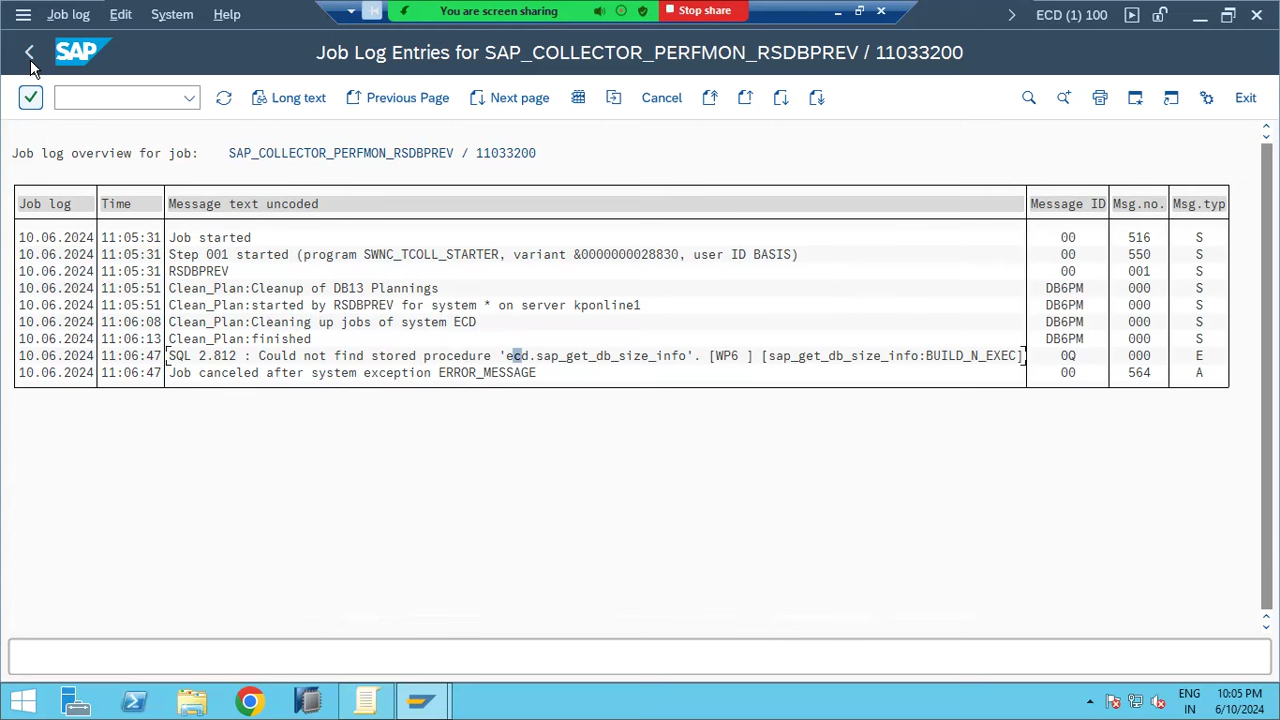 Job log Edit System Help
You are screen sharing
Stop share
ECD (1) 100
SAP
Job Log Entries for SAP_COLLECTOR_PERFMON_RSDBPREV / 11033200
Long text Previous Page Next page Cancel Exit
Job log overview for job: SAP_COLLECTOR_PERFMON_RSDBPREV / 11033200
Job log Time Message text uncoded Message ID Msg.no. Msg.typ
10.06.2024 11:05:31 Job started 00 516 S
10.06.2024 11:05:31 Step 001 started (program SWNC_TCOLL_STARTER, variant &0000000028830, user ID BASIS) 00 550 S
10.06.2024 11:05:31 RSDBPREV 00 001 S
10.06.2024 11:05:51 Clean_Plan:Cleanup of DB13 Plannings DB6PM 000 S
10.06.2024 11:05:51 Clean_Plan:started by RSDBPREV for system * on server kponline1 DB6PM 000 S
10.06.2024 11:06:08 Clean_Plan:Cleaning up jobs of system ECD DB6PM 000 S
10.06.2024 11:06:13 Clean_Plan:finished DB6PM 000 S
10.06.2024 11:06:47 SQL 2.812 : Could not find stored procedure 'ecd.sap_get_db_size_info'. [WP6 ] [sap_get_db_size_info:BUILD_N_EXEC] 0Q 000 E
10.06.2024 11:06:47 Job canceled after system exception ERROR_MESSAGE 00 564 A
ENG 10:05 PM
IN 6/10/2024